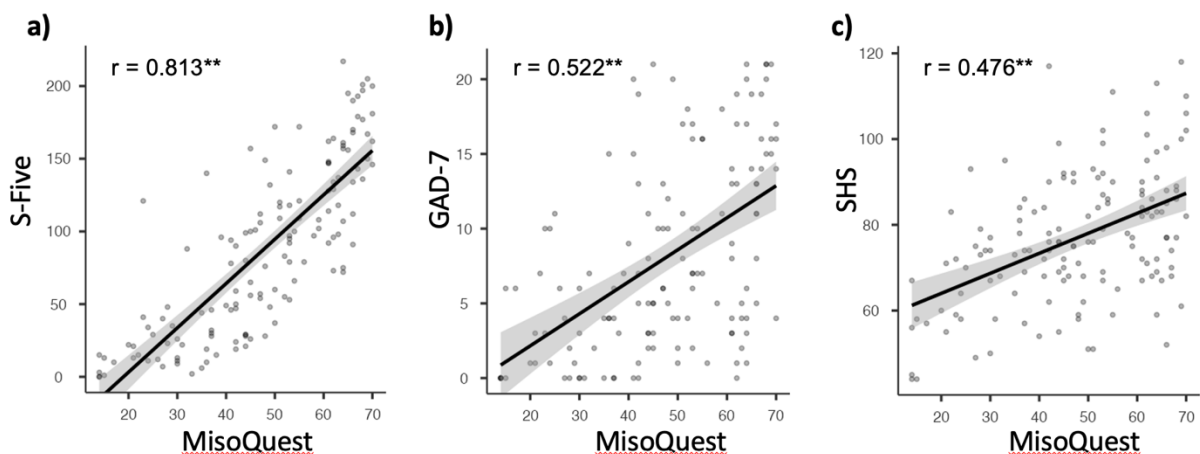 a)
r = 0.813**
S-Five
200
150
100
50
0
20 30 40 50 60 70
MisoQuest
b)
r = 0.522**
GAD-7
20
15
10
5
0
20 30 40 50 60 70
MisoQuest
c)
r = 0.476**
SHS
120
100
80
60
20 30 40 50 60 70
MisoQuest